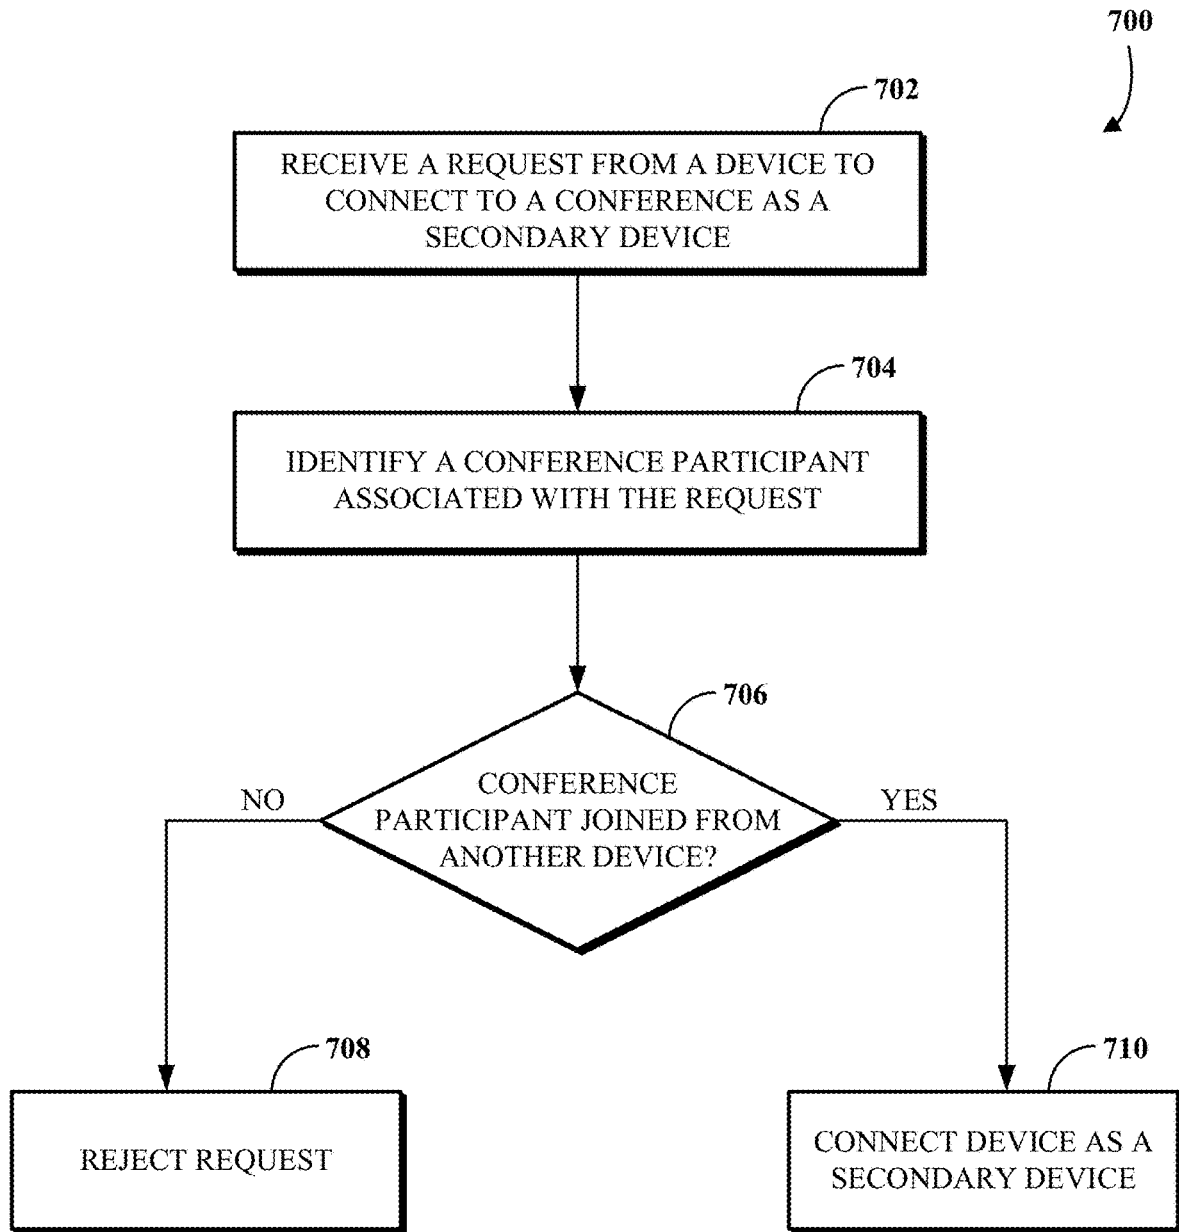 700
702
RECEIVE A REQUEST FROM A DEVICE TO
CONNECT TO A CONFERENCE AS A
SECONDARY DEVICE
704
IDENTIFY A CONFERENCE PARTICIPANT
ASSOCIATED WITH THE REQUEST
706
CONFERENCE
PARTICIPANT JOINED FROM
ANOTHER DEVICE?
NO
YES
708
REJECT REQUEST
710
CONNECT DEVICE AS A
SECONDARY DEVICE